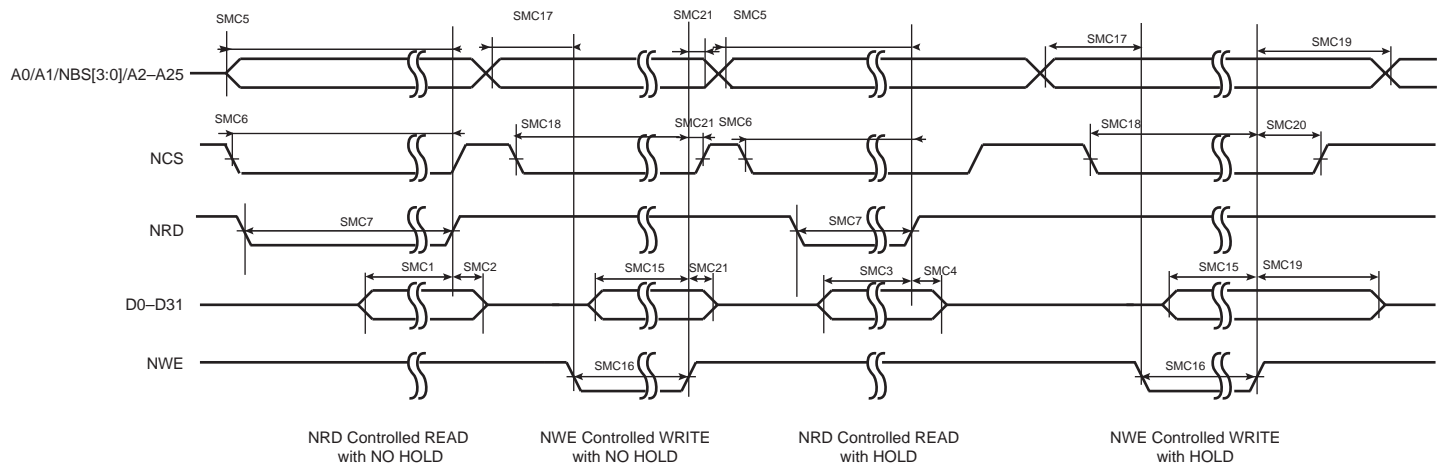 SMC5 SMC17 SMC21 SMC5 SMC17 SMC19
A0/A1/NBS[3:0]/A2–A25
SMC6 SMC18 SMC21 SMC6 SMC18 SMC20
NCS
NRD SMC7 SMC7
SMC1 SMC2 SMC15 SMC21 SMC3 SMC4 SMC15 SMC19
D0–D31
NWE SMC16 SMC16
NRD Controlled READ
with NO HOLD
NWE Controlled WRITE
with NO HOLD
NRD Controlled READ
with HOLD
NWE Controlled WRITE
with HOLD